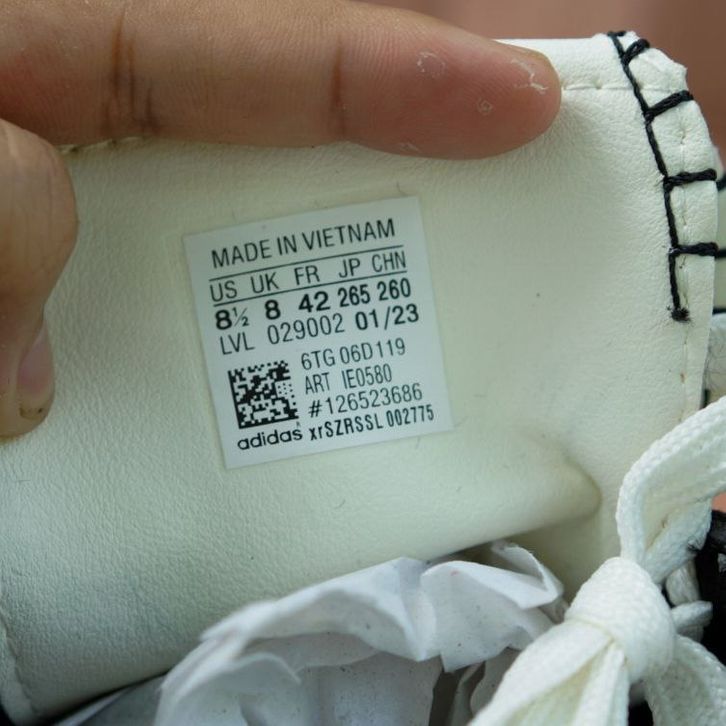 MADE IN VIETNAM
US UK FR JP CHN
8½ 8 42 265 260
LVL 029002 01/23
6TG 06D119
ART IE0580
#126523686
adidas xrSZRSSL 002775